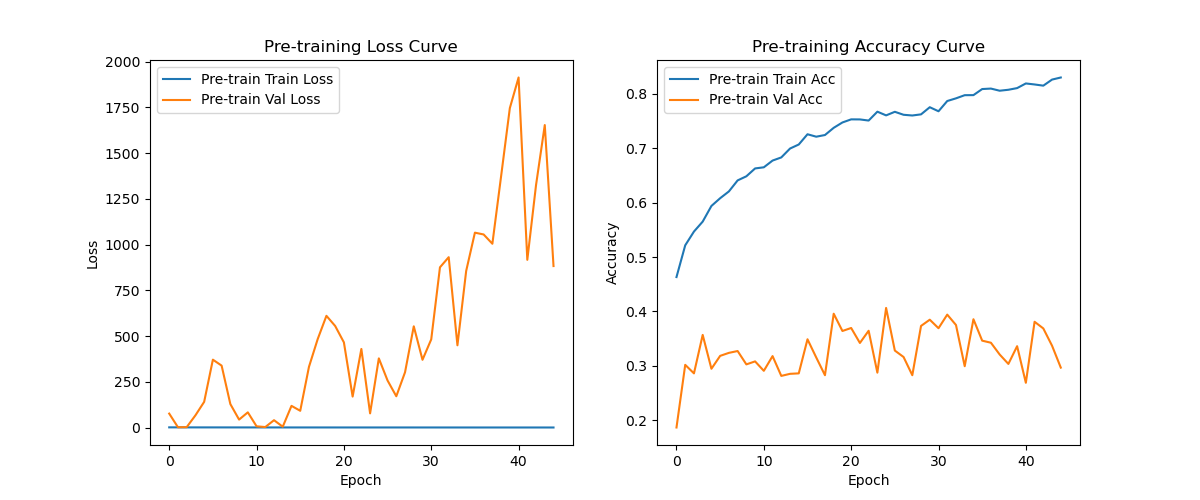 Pre-training Loss Curve
Pre-train Train Loss
Pre-train Val Loss
Loss
2000
1750
1500
1250
1000
750
500
250
0
0 10 20 30 40
Epoch
Pre-training Accuracy Curve
Pre-train Train Acc
Pre-train Val Acc
Accuracy
0.8
0.7
0.6
0.5
0.4
0.3
0.2
0 10 20 30 40
Epoch